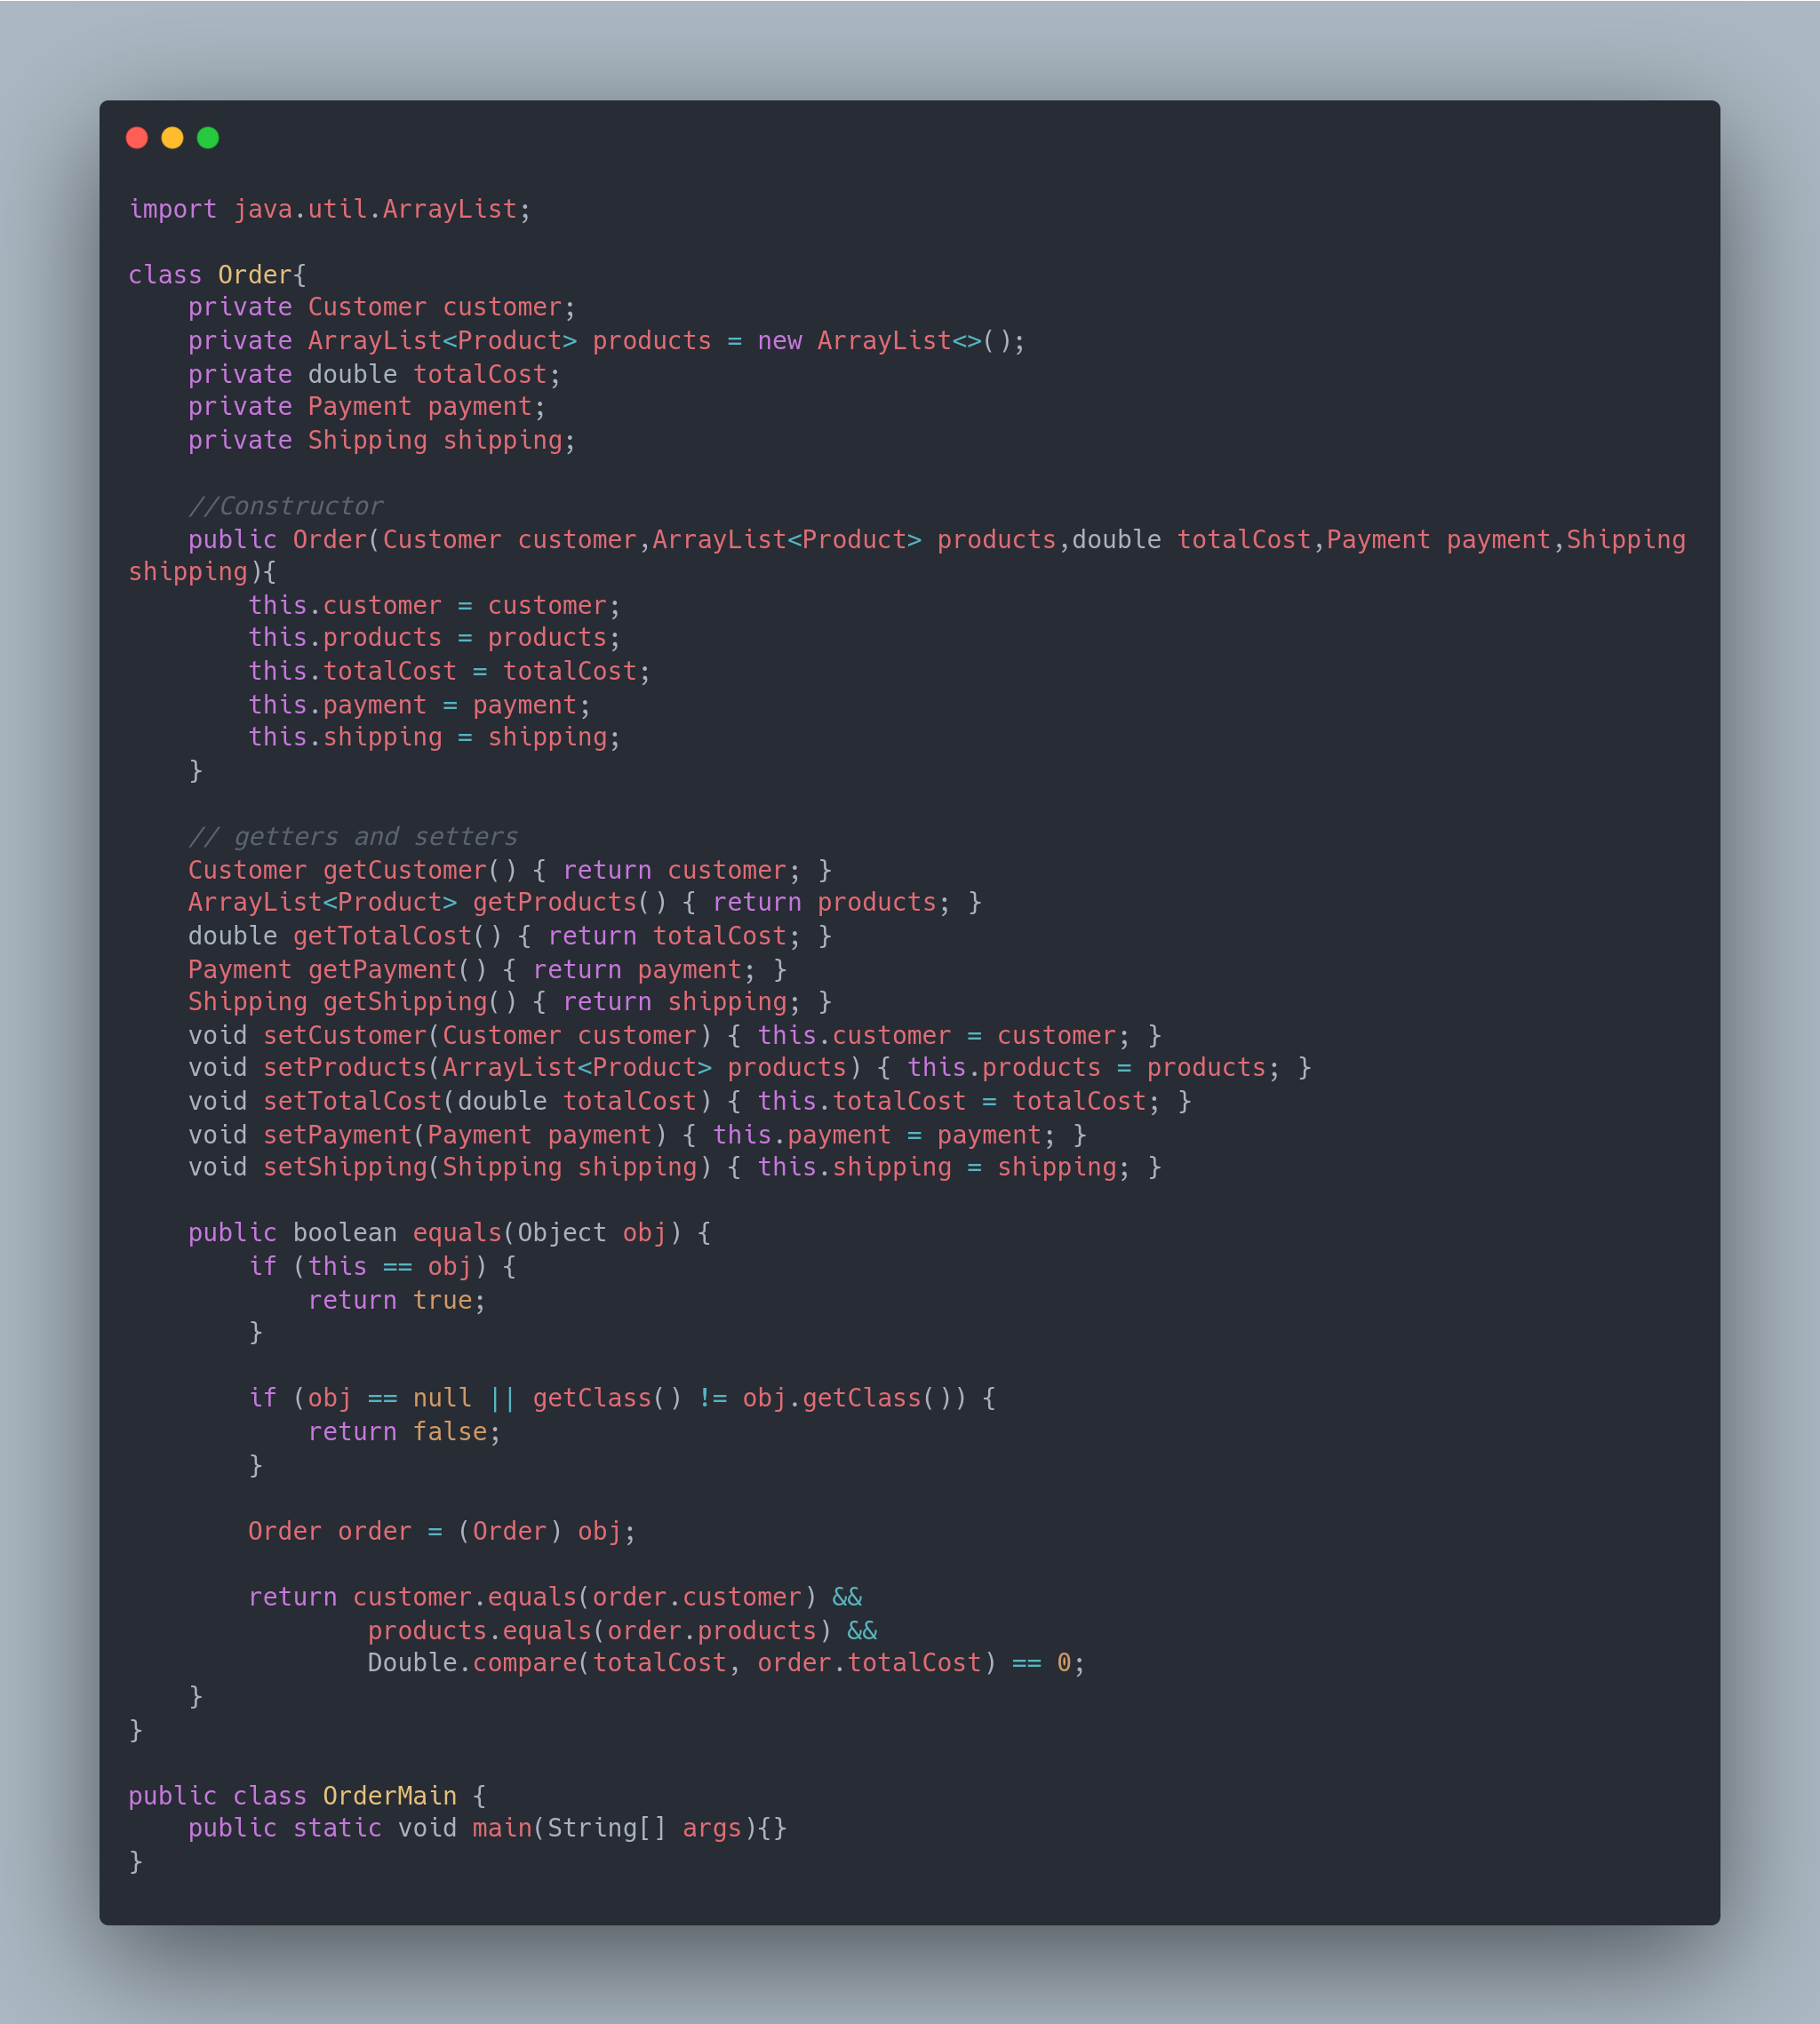 import java.util.ArrayList;

class Order{
    private Customer customer;
    private ArrayList<Product> products = new ArrayList<>();
    private double totalCost;
    private Payment payment;
    private Shipping shipping;

    //Constructor
    public Order(Customer customer,ArrayList<Product> products,double totalCost,Payment payment,Shipping
shipping){
        this.customer = customer;
        this.products = products;
        this.totalCost = totalCost;
        this.payment = payment;
        this.shipping = shipping;
    }

    // getters and setters
    Customer getCustomer() { return customer; }
    ArrayList<Product> getProducts() { return products; }
    double getTotalCost() { return totalCost; }
    Payment getPayment() { return payment; }
    Shipping getShipping() { return shipping; }
    void setCustomer(Customer customer) { this.customer = customer; }
    void setProducts(ArrayList<Product> products) { this.products = products; }
    void setTotalCost(double totalCost) { this.totalCost = totalCost; }
    void setPayment(Payment payment) { this.payment = payment; }
    void setShipping(Shipping shipping) { this.shipping = shipping; }

    public boolean equals(Object obj) {
        if (this == obj) {
            return true;
        }

        if (obj == null || getClass() != obj.getClass()) {
            return false;
        }

        Order order = (Order) obj;

        return customer.equals(order.customer) &&
                products.equals(order.products) &&
                Double.compare(totalCost, order.totalCost) == 0;
    }
}

public class OrderMain {
    public static void main(String[] args){}
}